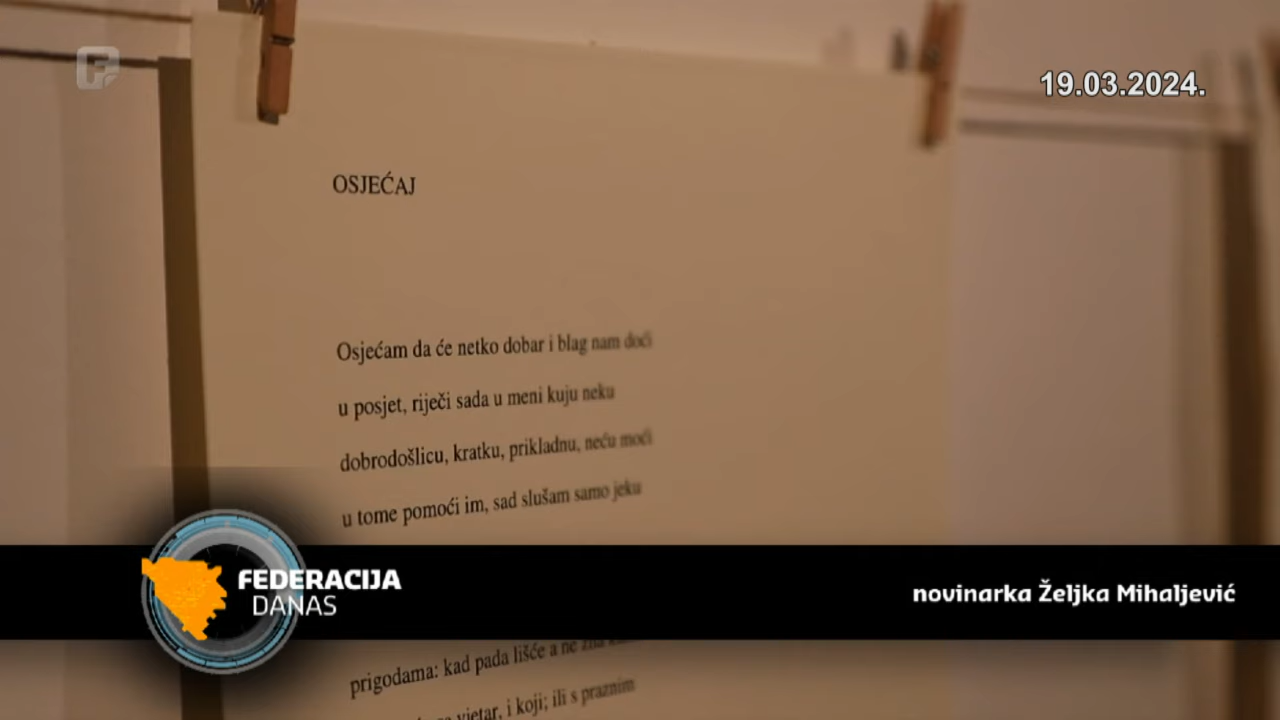 19.03.2024.
OSJEĆAJ
Osjećam da će netko dobar i blag nam doći
u posjet, riječi sada u meni kuju neku
dobrodošlicu, kratku, prikladnu, neću moći
u tome pomoći im, sad slušam samo jeku
FEDERACIJA
DANAS
novinarka Željka Mihaljević
prigodama: kad pada lišće a ne zna
vjetar, i koji; ili s praznim